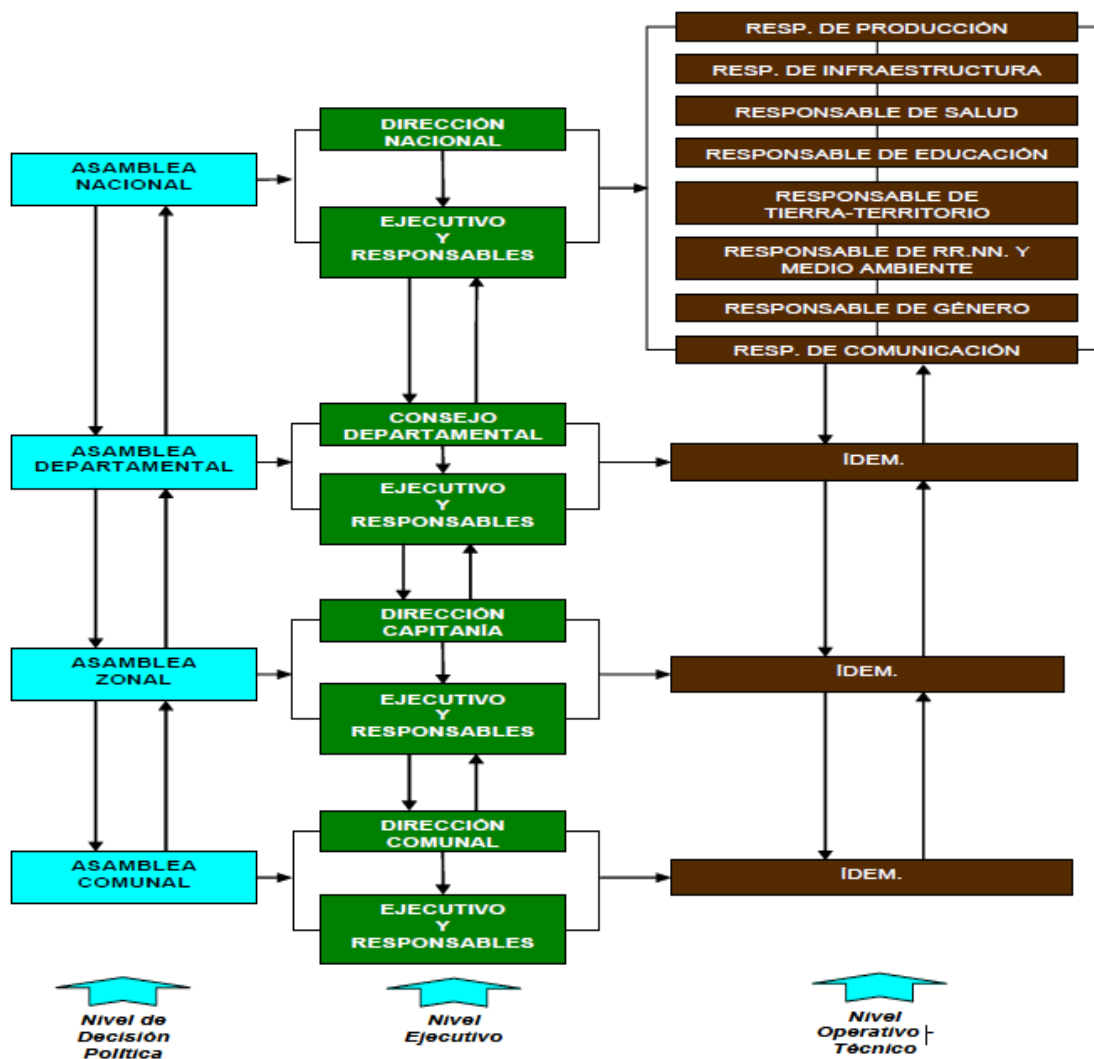 ASAMBLEA
NACIONAL
ASAMBLEA
DEPARTAMENTAL
ASAMBLEA
ZONAL
ASAMBLEA
COMUNAL
DIRECCIÓN
NACIONAL
EJECUTIVO
Y
RESPONSABLES
CONSEJO
DEPARTAMENTAL
EJECUTIVO
Y
RESPONSABLES
DIRECCIÓN
CAPITANÍA
EJECUTIVO
Y
RESPONSABLES
DIRECCIÓN
COMUNAL
EJECUTIVO
Y
RESPONSABLES
RESP. DE PRODUCCIÓN
RESP. DE INFRAESTRUCTURA
RESPONSABLE DE SALUD
RESPONSABLE DE EDUCACIÓN
RESPONSABLE DE
TIERRA-TERRITORIO
RESPONSABLE DE RR.NN. Y
MEDIO AMBIENTE
RESPONSABLE DE GÉNERO
RESP. DE COMUNICACIÓN
ÍDEM.
ÍDEM.
ÍDEM.
Nivel de
Decisión
Política
Nivel
Ejecutivo
Nivel
Operativo
Técnico